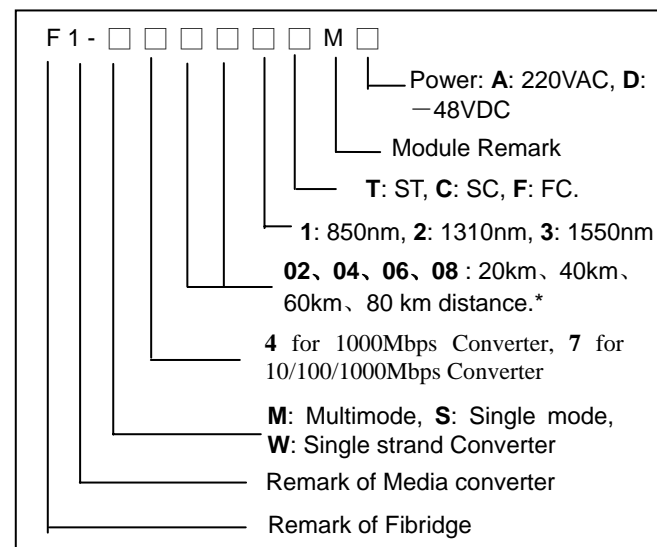 F 1 - □ □ □ □ □ □ M □
Power: A: 220VAC, D:
－48VDC
Module Remark
T: ST, C: SC, F: FC.
1: 850nm, 2: 1310nm, 3: 1550nm
02、04、06、08 : 20km、40km、
60km、80 km distance.*
4 for 1000Mbps Converter, 7 for
10/100/1000Mbps Converter
M: Multimode, S: Single mode,
W: Single strand Converter
Remark of Media converter
Remark of Fibridge